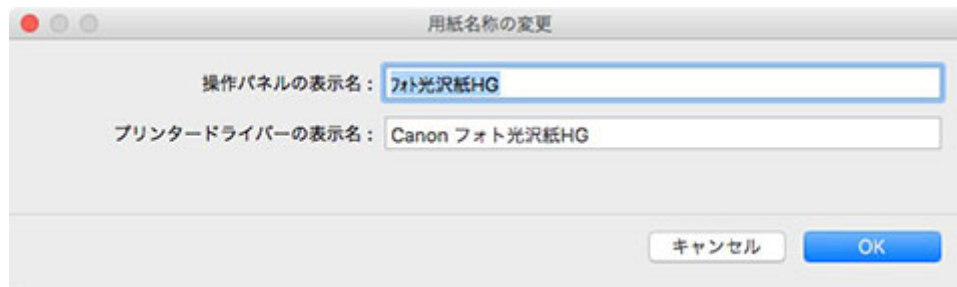 用紙名称の変更
操作パネルの表示名：ﾌｫﾄ光沢紙HG
プリンタードライバーの表示名：Canon フォト光沢紙HG
キャンセル OK